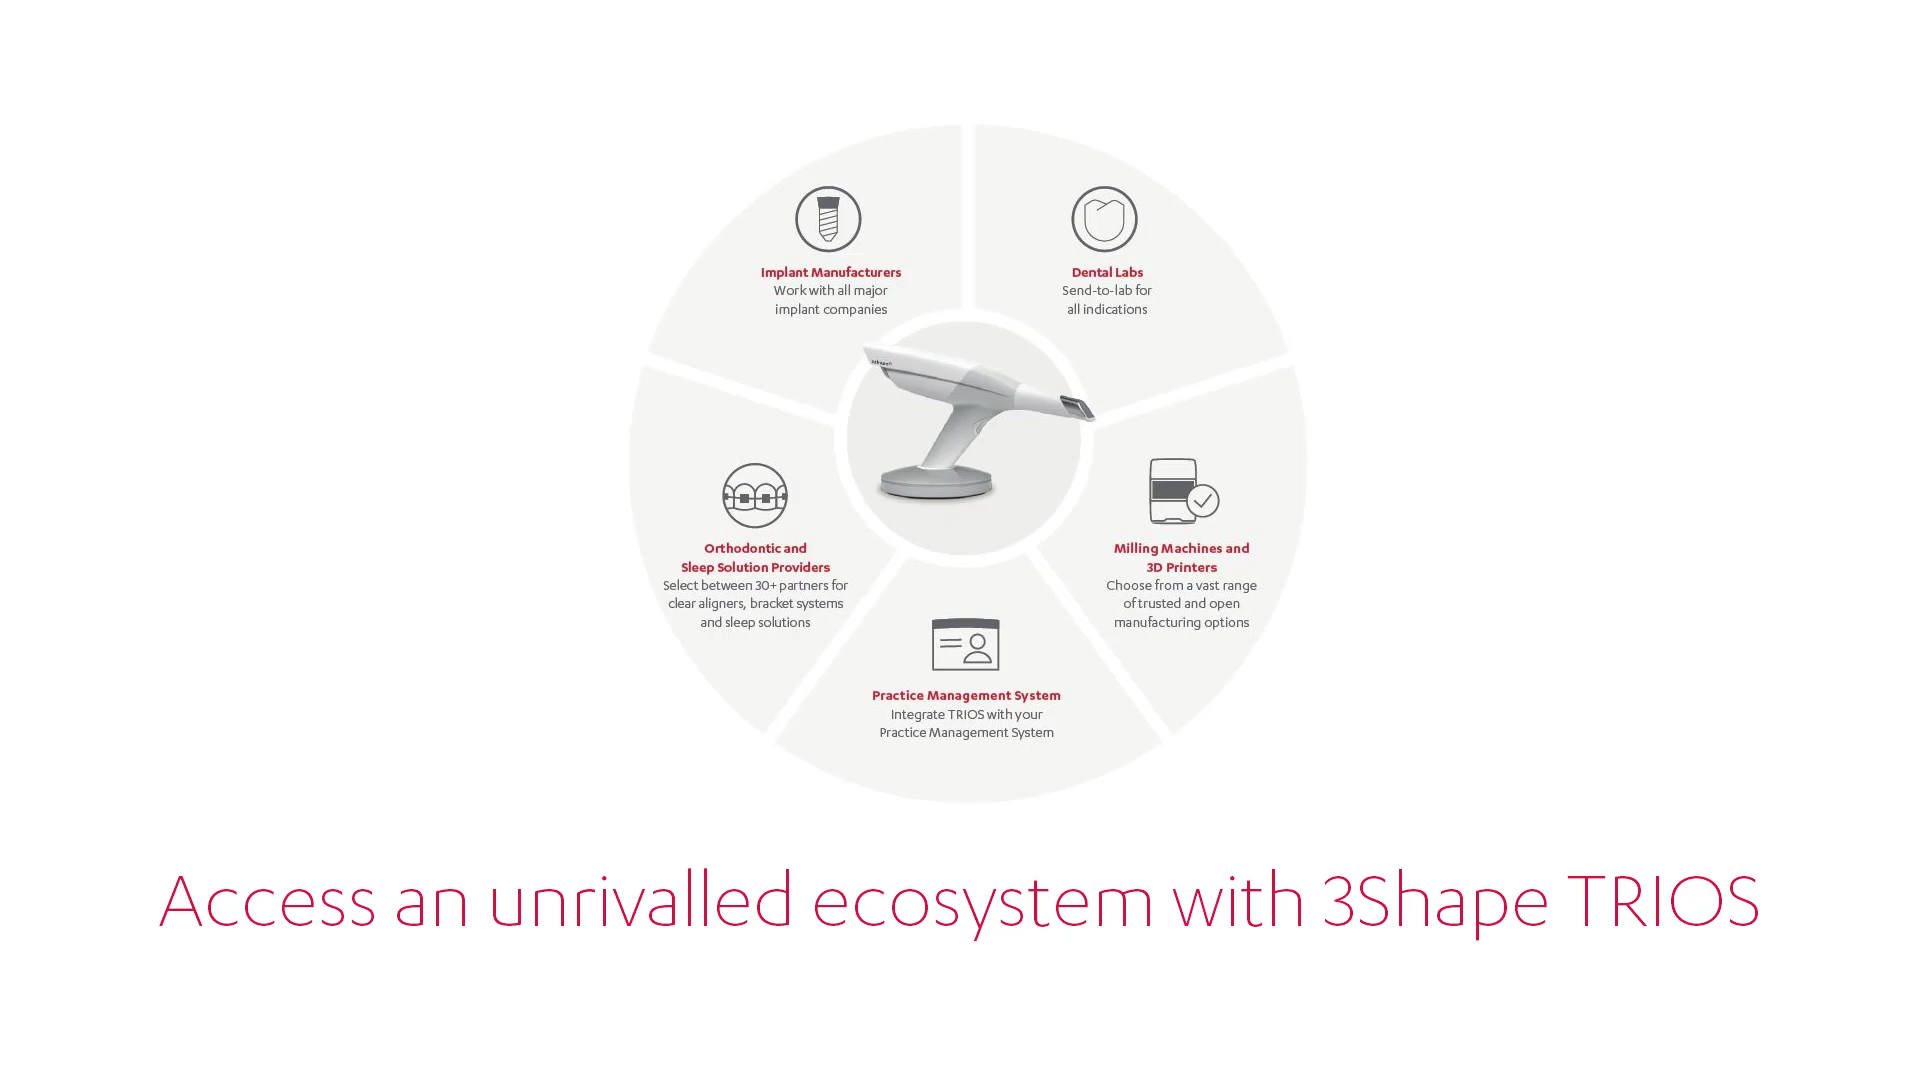 Implant Manufacturers
Work with all major
implant companies
Dental Labs
Send-to-lab for
all indications
Orthodontic and
Sleep Solution Providers
Select between 30+ partners for
clear aligners, bracket systems
and sleep solutions
Milling Machines and
3D Printers
Choose from a vast range
of trusted and open
manufacturing options
Practice Management System
Integrate TRIOS with your
Practice Management System
Access an unrivalled ecosystem with 3Shape TRIOS